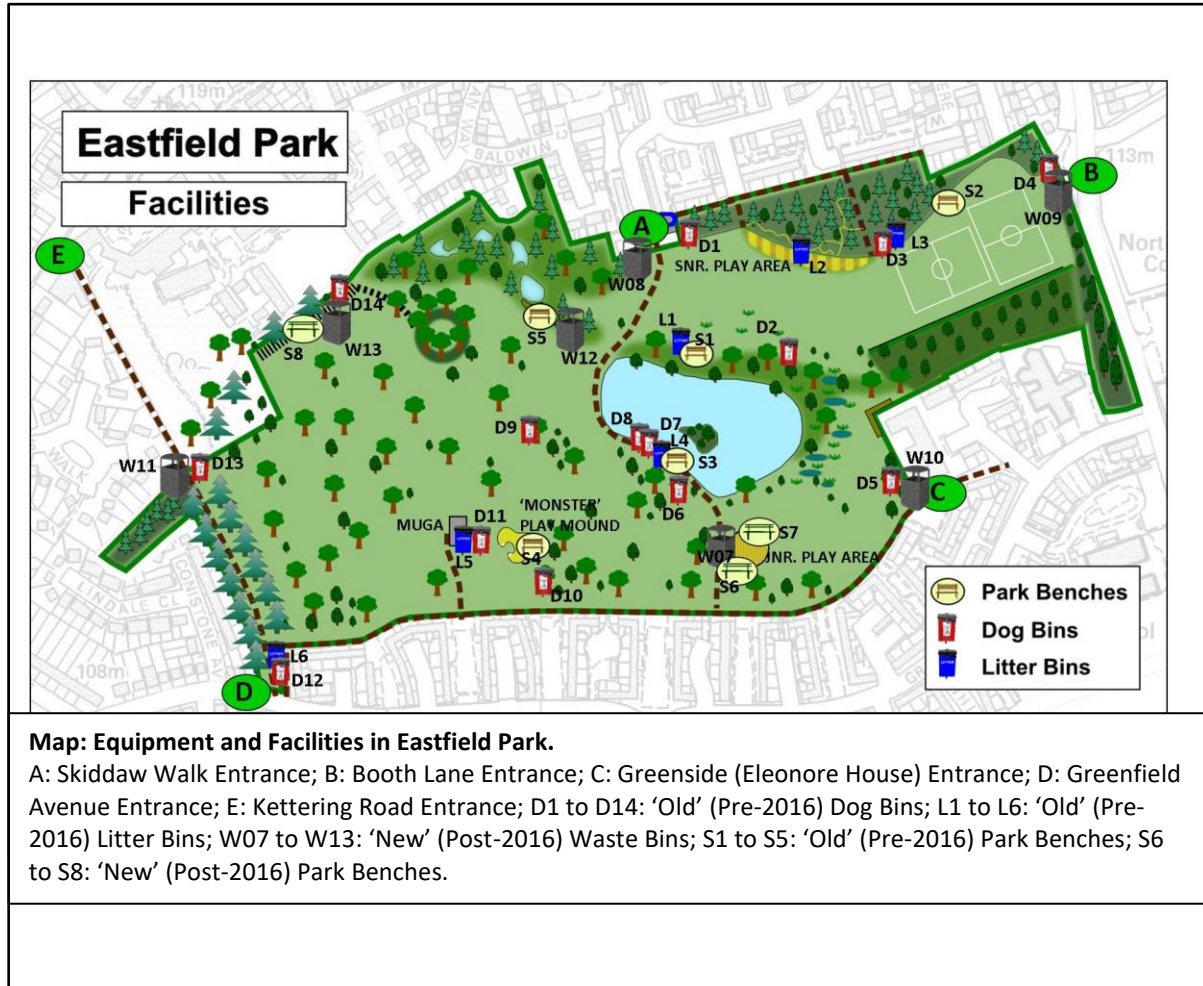 119m
BALDWIN
Eastfield Park
Facilities
113m
E
A
B
D4
S2
W09
D1
L3
D3
L2
SNR. PLAY AREA
W08
D14
S8
W13
S5
W12
L1
S1
D2
D8
D7
L4
S3
D9
D6
W11
D13
W10
D5
C
MUGA
D11
'MONSTER'
PLAY MOUND
L5
S4
D10
W07
S7
JNR. PLAY AREA
S6
108m
L6
D12
D
Park Benches
Dog Bins
Litter Bins
Map: Equipment and Facilities in Eastfield Park.
A: Skiddaw Walk Entrance; B: Booth Lane Entrance; C: Greenside (Eleonore House) Entrance; D: Greenfield
Avenue Entrance; E: Kettering Road Entrance; D1 to D14: ‘Old’ (Pre-2016) Dog Bins; L1 to L6: ‘Old’ (Pre-
2016) Litter Bins; W07 to W13: ‘New’ (Post-2016) Waste Bins; S1 to S5: ‘Old’ (Pre-2016) Park Benches; S6
to S8: ‘New’ (Post-2016) Park Benches.